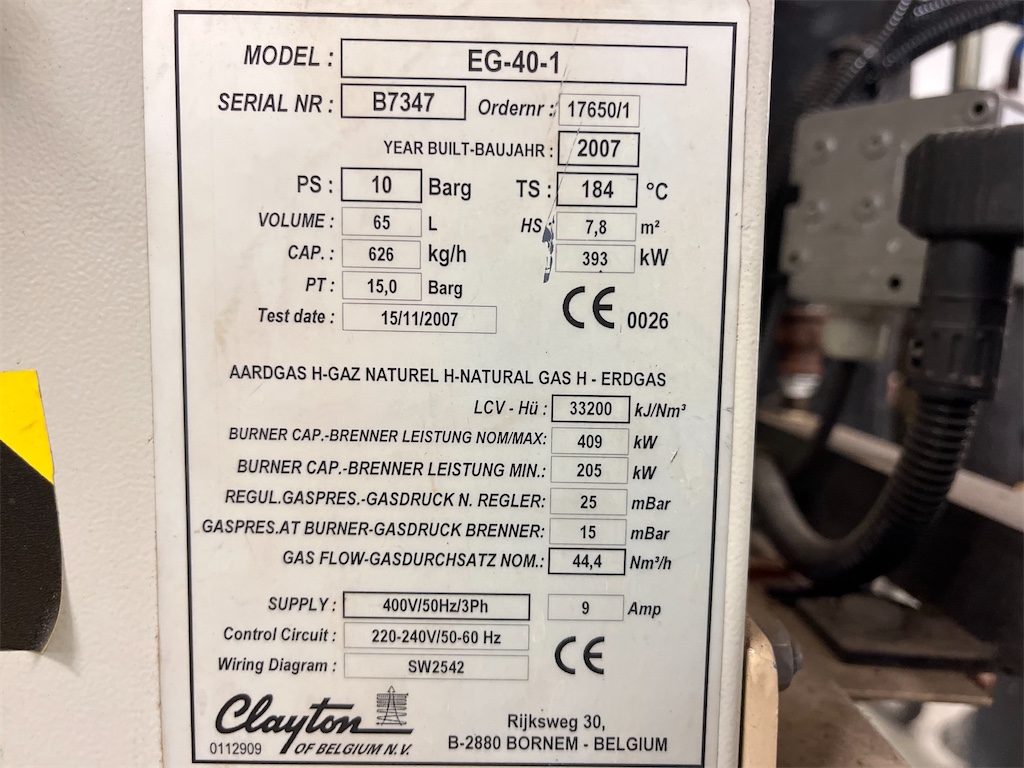 MODEL : EG-40-1
SERIAL NR : B7347 Ordernr : 17650/1
YEAR BUILT-BAUJAHR : 2007
PS : 10 Barg TS : 184 °C
VOLUME : 65 L HS : 7,8 m²
CAP. : 626 kg/h 393 kW
PT : 15,0 Barg
Test date : 15/11/2007 CE 0026
AARDGAS H-GAZ NATUREL H-NATURAL GAS H - ERDGAS
LCV - Hü : 33200 kJ/Nm³
BURNER CAP.-BRENNER LEISTUNG NOM/MAX: 409 kW
BURNER CAP.-BRENNER LEISTUNG MIN.: 205 kW
REGUL.GASPRES.-GASDRUCK N. REGLER: 25 mBar
GASPRES.AT BURNER-GASDRUCK BRENNER: 15 mBar
GAS FLOW-GASDURCHSATZ NOM.: 44,4 Nm³/h
SUPPLY : 400V/50Hz/3Ph 9 Amp
Control Circuit : 220-240V/50-60 Hz
Wiring Diagram : SW2542 CE
Clayton
OF BELGIUM N.V.
0112909
Rijksweg 30,
B-2880 BORNEM - BELGIUM